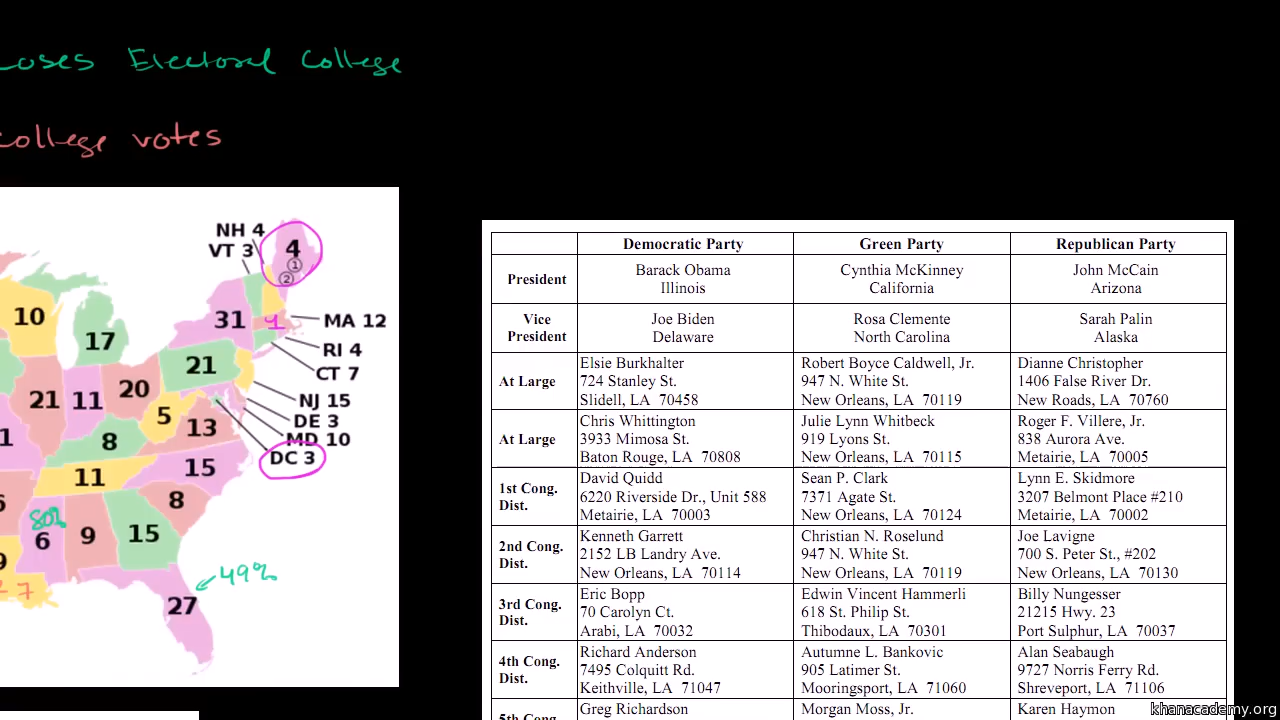 Loses Electoral College
college votes
NH 4
VT 3
4
1
2
10
31
4
MA 12
17
RI 4
21
CT 7
21
11
20
NJ 15
5
13
DE 3
MD 10
1
8
DC 3
11
15
6
80%
6
9
15
8
9
7
49%
27
Democratic Party Green Party Republican Party
President Barack Obama Cynthia McKinney John McCain
Illinois California Arizona
Vice Joe Biden Rosa Clemente Sarah Palin
President Delaware North Carolina Alaska
Elsie Burkhalter Robert Boyce Caldwell, Jr. Dianne Christopher
At Large 724 Stanley St. 947 N. White St. 1406 False River Dr.
Slidell, LA 70458 New Orleans, LA 70119 New Roads, LA 70760
Chris Whittington Julie Lynn Whitbeck Roger F. Villere, Jr.
At Large 3933 Mimosa St. 919 Lyons St. 838 Aurora Ave.
Baton Rouge, LA 70808 New Orleans, LA 70115 Metairie, LA 70005
David Quidd Sean P. Clark Lynn E. Skidmore
1st Cong. 6220 Riverside Dr., Unit 588 7371 Agate St. 3207 Belmont Place #210
Dist. Metairie, LA 70003 New Orleans, LA 70124 Metairie, LA 70002
Kenneth Garrett Christian N. Roselund Joe Lavigne
2nd Cong. 2152 LB Landry Ave. 947 N. White St. 700 S. Peter St., #202
Dist. New Orleans, LA 70114 New Orleans, LA 70119 New Orleans, LA 70130
Eric Bopp Edwin Vincent Hammerli Billy Nungesser
3rd Cong. 70 Carolyn Ct. 618 St. Philip St. 21215 Hwy. 23
Dist. Arabi, LA 70032 Thibodaux, LA 70301 Port Sulphur, LA 70037
Richard Anderson Autumne L. Bankovic Alan Seabaugh
4th Cong. 7495 Colquitt Rd. 905 Latimer St. 9727 Norris Ferry Rd.
Dist. Keithville, LA 71047 Mooringsport, LA 71060 Shreveport, LA 71106
5th Cong. Greg Richardson Morgan Moss, Jr. Karen Haymon
khanacademy.org